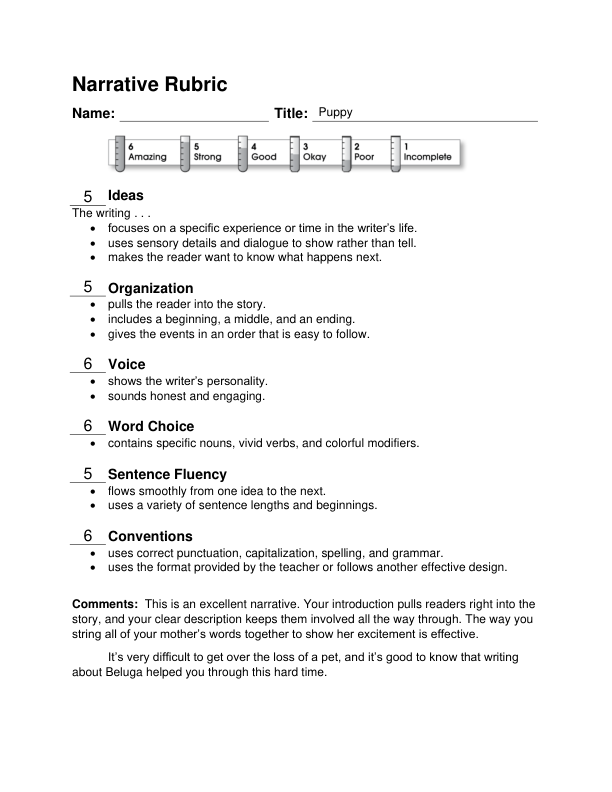 Narrative Rubric
Name: Title: Puppy
6 5 4 3 2 1
Amazing Strong Good Okay Poor Incomplete
5 Ideas
The writing . . .
• focuses on a specific experience or time in the writer’s life.
• uses sensory details and dialogue to show rather than tell.
• makes the reader want to know what happens next.
5 Organization
• pulls the reader into the story.
• includes a beginning, a middle, and an ending.
• gives the events in an order that is easy to follow.
6 Voice
• shows the writer’s personality.
• sounds honest and engaging.
6 Word Choice
• contains specific nouns, vivid verbs, and colorful modifiers.
5 Sentence Fluency
• flows smoothly from one idea to the next.
• uses a variety of sentence lengths and beginnings.
6 Conventions
• uses correct punctuation, capitalization, spelling, and grammar.
• uses the format provided by the teacher or follows another effective design.
Comments: This is an excellent narrative. Your introduction pulls readers right into the
story, and your clear description keeps them involved all the way through. The way you
string all of your mother’s words together to show her excitement is effective.
It’s very difficult to get over the loss of a pet, and it’s good to know that writing
about Beluga helped you through this hard time.